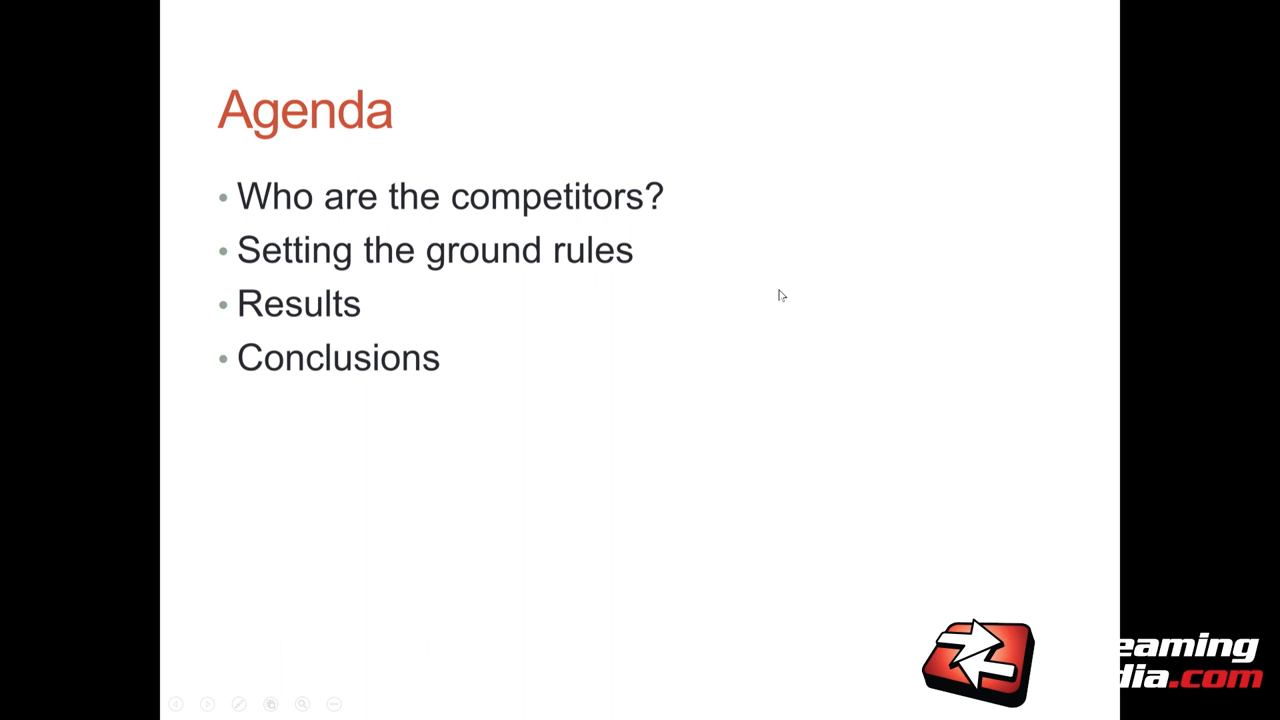 Agenda
• Who are the competitors?
• Setting the ground rules
• Results
• Conclusions
eaming
dia.com